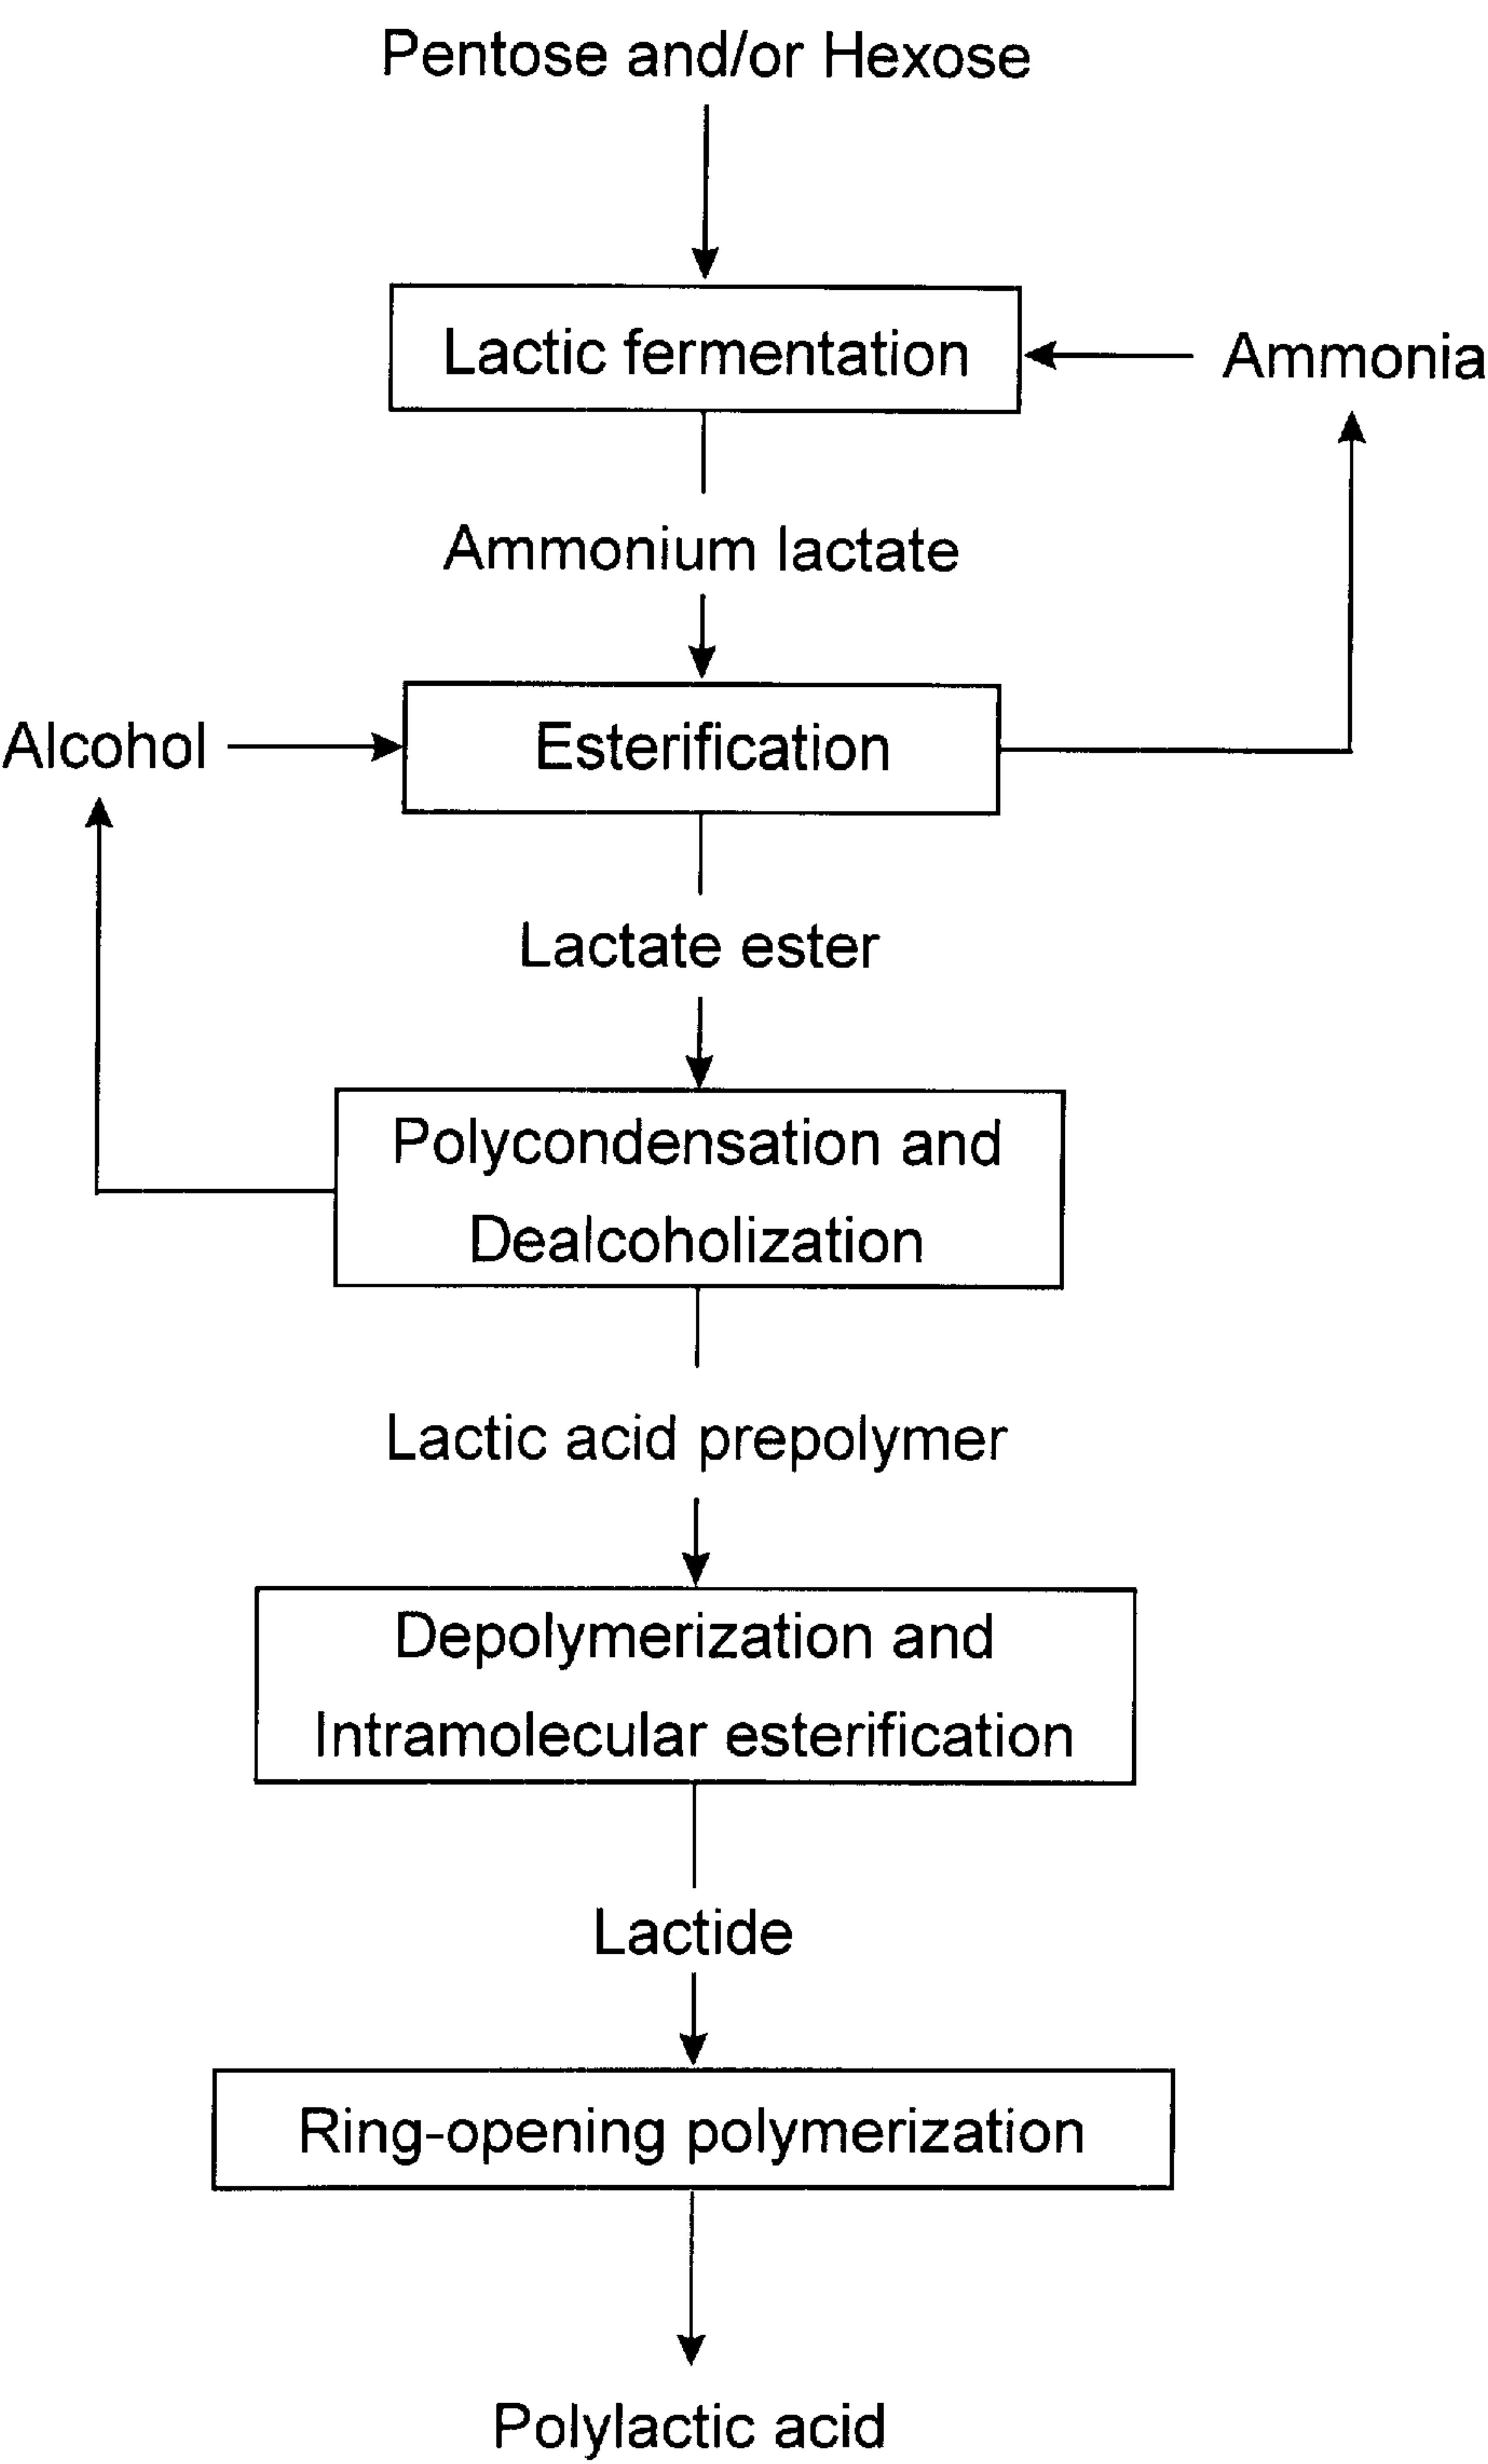 Pentose and/or Hexose
Lactic fermentation
Ammonia
Ammonium lactate
Alcohol
Esterification
Lactate ester
Polycondensation and
Dealcoholization
Lactic acid prepolymer
Depolymerization and
Intramolecular esterification
Lactide
Ring-opening polymerization
Polylactic acid